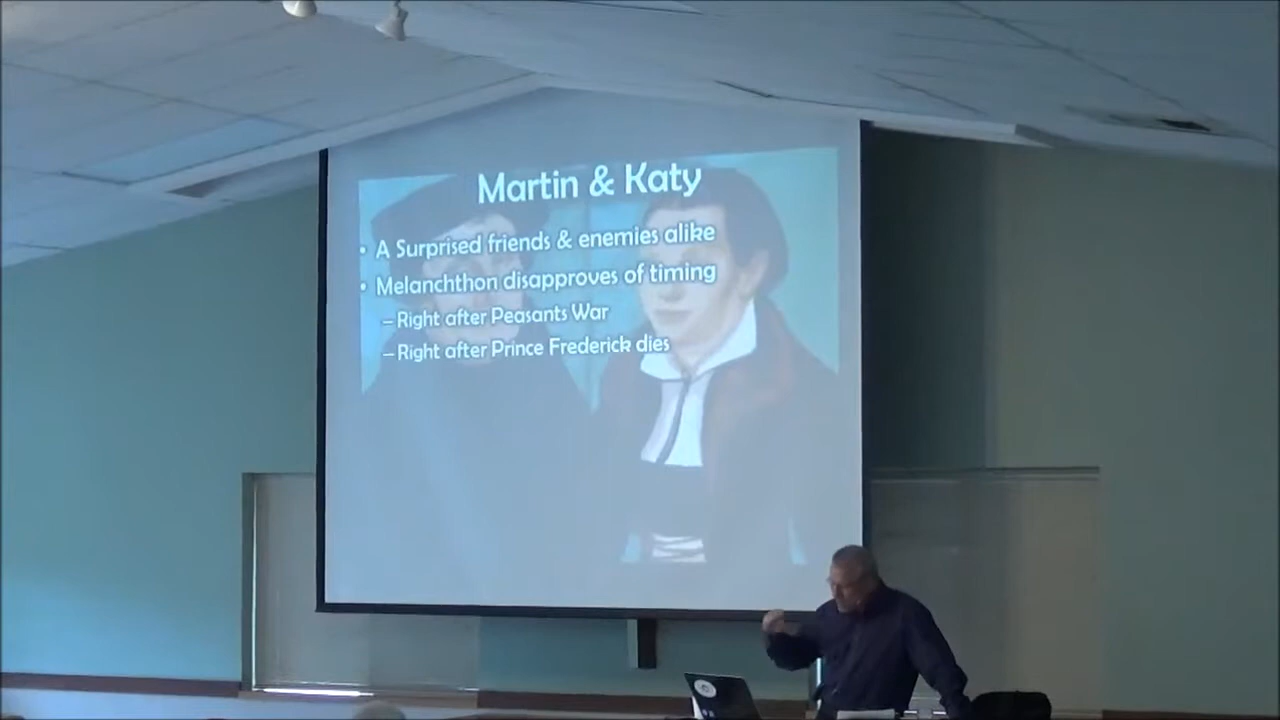 Martin & Katy
• A Surprised friends & enemies alike
• Melanchthon disapproves of timing
– Right after Peasants War
– Right after Prince Frederick dies